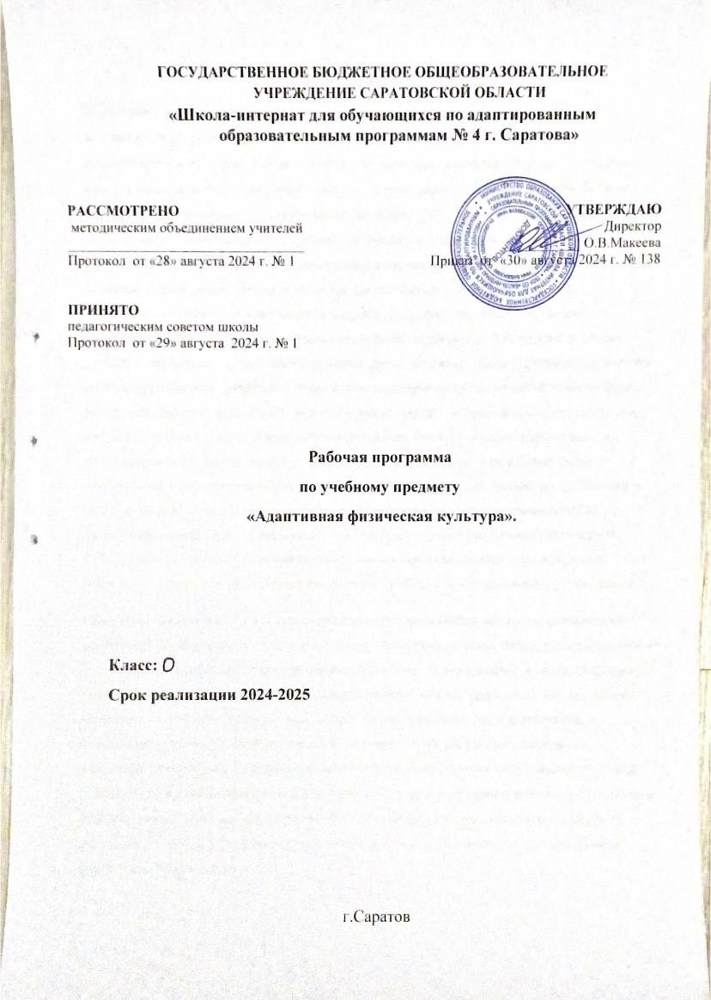 ГОСУДАРСТВЕННОЕ БЮДЖЕТНОЕ ОБЩЕОБРАЗОВАТЕЛЬНОЕ
УЧРЕЖДЕНИЕ САРАТОВСКОЙ ОБЛАСТИ
«Школа-интернат для обучающихся по адаптированным
образовательным программам № 4 г. Саратова»
РАССМОТРЕНО
методическим объединением учителей
Протокол от «28» августа 2024 г. № 1
УТВЕРЖДАЮ
Директор
О.В.Макеева
Приказ от «30» августа 2024 г. № 138
ПРИНЯТО
педагогическим советом школы
Протокол от «29» августа 2024 г. № 1
Рабочая программа
по учебному предмету
«Адаптивная физическая культура».
Класс: 0
Срок реализации 2024-2025
г.Саратов